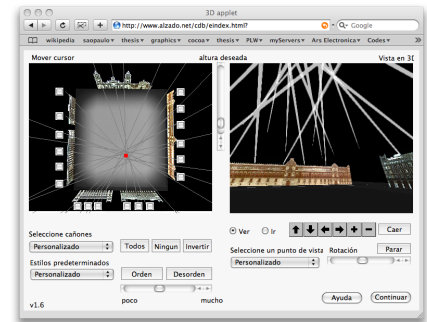 3D applet
http://www.alzado.net/cdb/eindex.html?
Q▾ Google
wikipedia saopaulo▾ thesis▾ graphics▾ cocoa▾ thesis▾ PLW▾ myServers▾ Ars Electronica▾ Codes▾ »
Mover cursor altura deseada Vista en 3D
Seleccione cañones
Personalizado Todos Ningun Invertir
Estilos predeterminados
Personalizado Orden Desorden
poco mucho
v1.6
Ver Ir + − Caer
Seleccione un punto de vista Rotación Parar
Personalizado
Ayuda Continuar